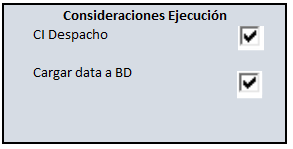 Consideraciones Ejecución
CI Despacho
Cargar data a BD